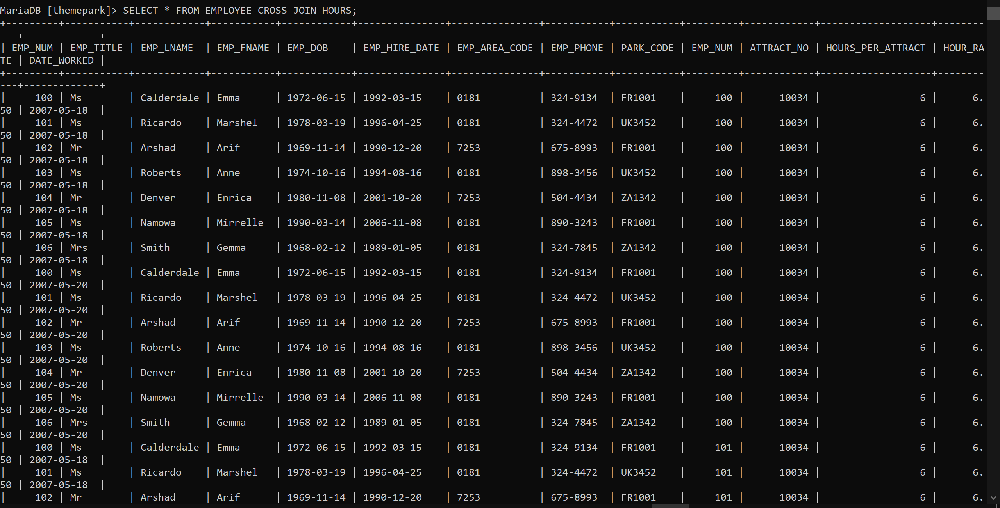 MariaDB [themepark]> SELECT * FROM EMPLOYEE CROSS JOIN HOURS;
+---------+-----------+------------+-----------+------------+----------------+---------------+-----------+-----------+---------+------------+-------------------+--------
---+-------------+
| EMP_NUM | EMP_TITLE | EMP_LNAME  | EMP_FNAME | EMP_DOB    | EMP_HIRE_DATE | EMP_AREA_CODE | EMP_PHONE | PARK_CODE | EMP_NUM | ATTRACT_NO | HOURS_PER_ATTRACT | HOUR_RA
TE | DATE_WORKED |
+---------+-----------+------------+-----------+------------+---------------+---------------+-----------+-----------+---------+------------+-------------------+--------
---+-------------+
|     100 | Ms        | Calderdale | Emma      | 1972-06-15 | 1992-03-15    | 0181          | 324-9134  | FR1001    |     100 |      10034 |                 6 |      6.
50 | 2007-05-18  |
|     101 | Ms        | Ricardo    | Marshel   | 1978-03-19 | 1996-04-25    | 0181          | 324-4472  | UK3452    |     100 |      10034 |                 6 |      6.
50 | 2007-05-18  |
|     102 | Mr        | Arshad     | Arif      | 1969-11-14 | 1990-12-20    | 7253          | 675-8993  | FR1001    |     100 |      10034 |                 6 |      6.
50 | 2007-05-18  |
|     103 | Ms        | Roberts    | Anne      | 1974-10-16 | 1994-08-16    | 0181          | 898-3456  | UK3452    |     100 |      10034 |                 6 |      6.
50 | 2007-05-18  |
|     104 | Mr        | Denver     | Enrica    | 1980-11-08 | 2001-10-20    | 7253          | 504-4434  | ZA1342    |     100 |      10034 |                 6 |      6.
50 | 2007-05-18  |
|     105 | Ms        | Namowa     | Mirrelle  | 1990-03-14 | 2006-11-08    | 0181          | 890-3243  | FR1001    |     100 |      10034 |                 6 |      6.
50 | 2007-05-18  |
|     106 | Mrs       | Smith      | Gemma     | 1968-02-12 | 1989-01-05    | 0181          | 324-7845  | ZA1342    |     100 |      10034 |                 6 |      6.
50 | 2007-05-18  |
|     100 | Ms        | Calderdale | Emma      | 1972-06-15 | 1992-03-15    | 0181          | 324-9134  | FR1001    |     100 |      10034 |                 6 |      6.
50 | 2007-05-20  |
|     101 | Ms        | Ricardo    | Marshel   | 1978-03-19 | 1996-04-25    | 0181          | 324-4472  | UK3452    |     100 |      10034 |                 6 |      6.
50 | 2007-05-20  |
|     102 | Mr        | Arshad     | Arif      | 1969-11-14 | 1990-12-20    | 7253          | 675-8993  | FR1001    |     100 |      10034 |                 6 |      6.
50 | 2007-05-20  |
|     103 | Ms        | Roberts    | Anne      | 1974-10-16 | 1994-08-16    | 0181          | 898-3456  | UK3452    |     100 |      10034 |                 6 |      6.
50 | 2007-05-20  |
|     104 | Mr        | Denver     | Enrica    | 1980-11-08 | 2001-10-20    | 7253          | 504-4434  | ZA1342    |     100 |      10034 |                 6 |      6.
50 | 2007-05-20  |
|     105 | Ms        | Namowa     | Mirrelle  | 1990-03-14 | 2006-11-08    | 0181          | 890-3243  | FR1001    |     100 |      10034 |                 6 |      6.
50 | 2007-05-20  |
|     106 | Mrs       | Smith      | Gemma     | 1968-02-12 | 1989-01-05    | 0181          | 324-7845  | ZA1342    |     100 |      10034 |                 6 |      6.
50 | 2007-05-20  |
|     100 | Ms        | Calderdale | Emma      | 1972-06-15 | 1992-03-15    | 0181          | 324-9134  | FR1001    |     101 |      10034 |                 6 |      6.
50 | 2007-05-18  |
|     101 | Ms        | Ricardo    | Marshel   | 1978-03-19 | 1996-04-25    | 0181          | 324-4472  | UK3452    |     101 |      10034 |                 6 |      6.
50 | 2007-05-18  |
|     102 | Mr        | Arshad     | Arif      | 1969-11-14 | 1990-12-20    | 7253          | 675-8993  | FR1001    |     101 |      10034 |                 6 |      6.